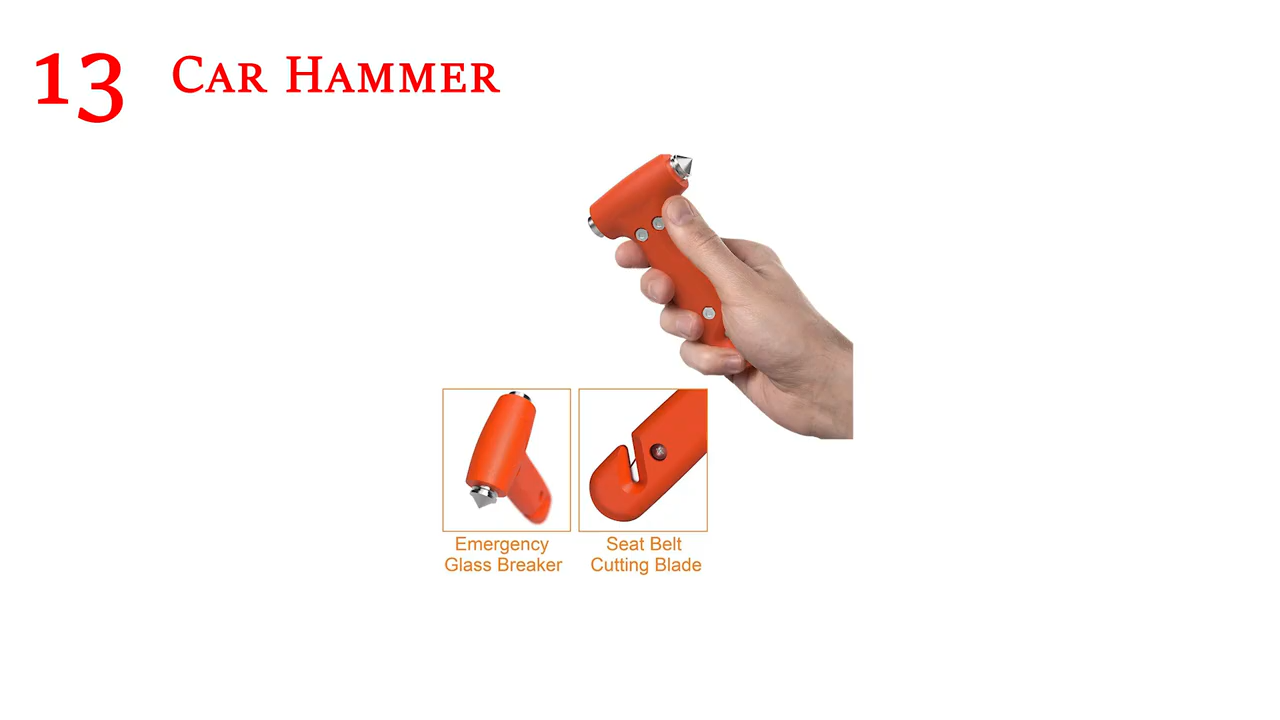 13 Car Hammer
Emergency
Glass Breaker
Seat Belt
Cutting Blade